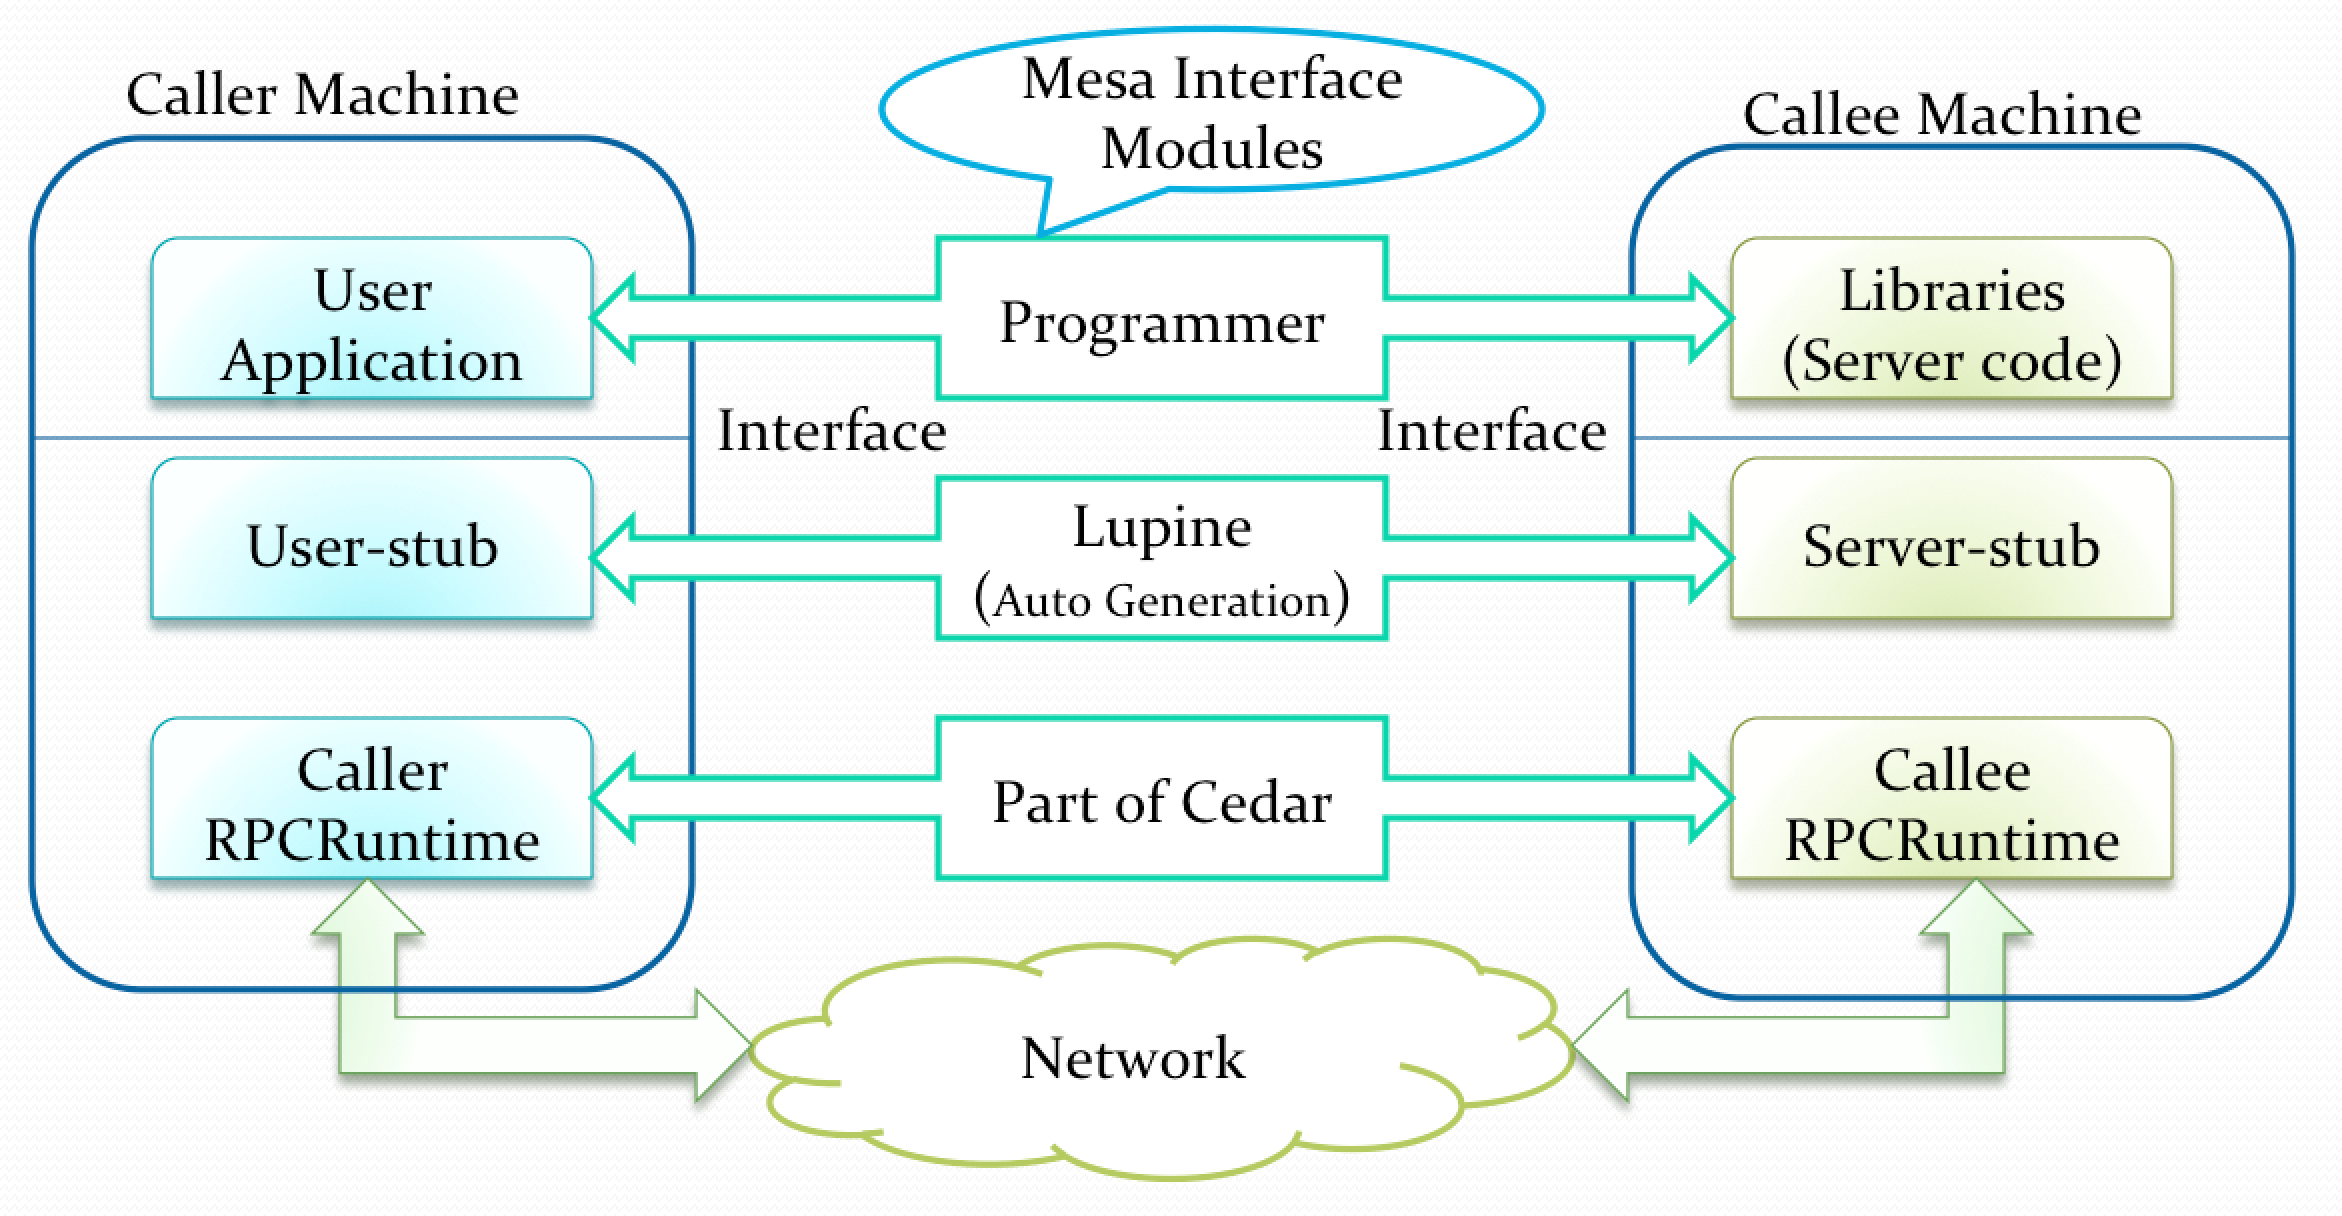 Caller Machine
Mesa Interface
Modules
Callee Machine
User
Application
Programmer
Libraries
(Server code)
Interface
Interface
User-stub
Lupine
(Auto Generation)
Server-stub
Caller
RPCRuntime
Part of Cedar
Callee
RPCRuntime
Network